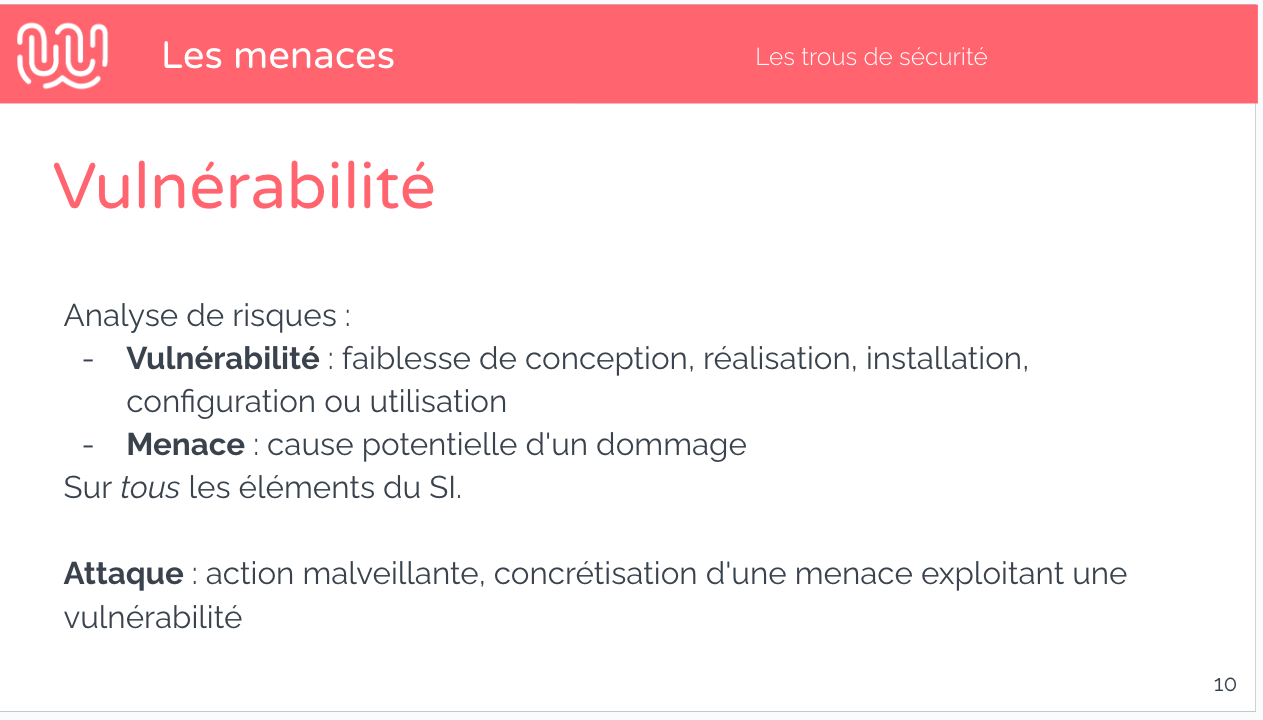 Les menaces
Les trous de sécurité
Vulnérabilité
Analyse de risques :
- Vulnérabilité : faiblesse de conception, réalisation, installation,
configuration ou utilisation
- Menace : cause potentielle d'un dommage
Sur tous les éléments du SI.
Attaque : action malveillante, concrétisation d'une menace exploitant une
vulnérabilité
10